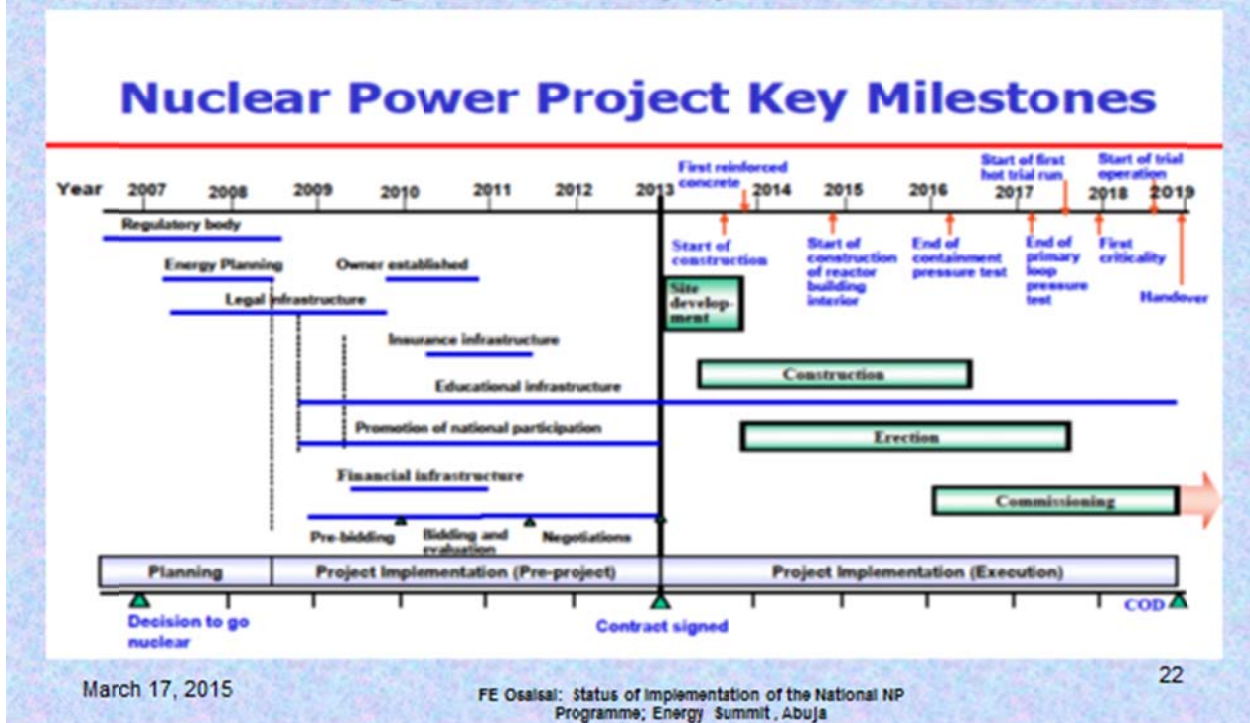 Nuclear Power Project Key Milestones
First reinforced
concrete
Start of first
hot trial run
Start of trial
operation
Year 2007 2008 2009 2010 2011 2012 2013 2014 2015 2016 2017 2018 2019
Regulatory body
Start of
construction
Start of
construction
of reactor
building
interior
End of
containment
pressure test
End of
primary
loop
pressure
test
First
criticality
Handover
Energy Planning
Owner established
Legal infrastructure
Site
develop-
ment
Insurance infrastructure
Construction
Educational infrastructure
Promotion of national participation
Erection
Financial infrastructure
Commissioning
Pre-bidding
Bidding and
evaluation
Negotiations
Planning
Project Implementation (Pre-project)
Project Implementation (Execution)
Decision to go
nuclear
Contract signed
COD
March 17, 2015
FE Osaisai: Status of Implementation of the National NP
Programme; Energy Summit, Abuja
22